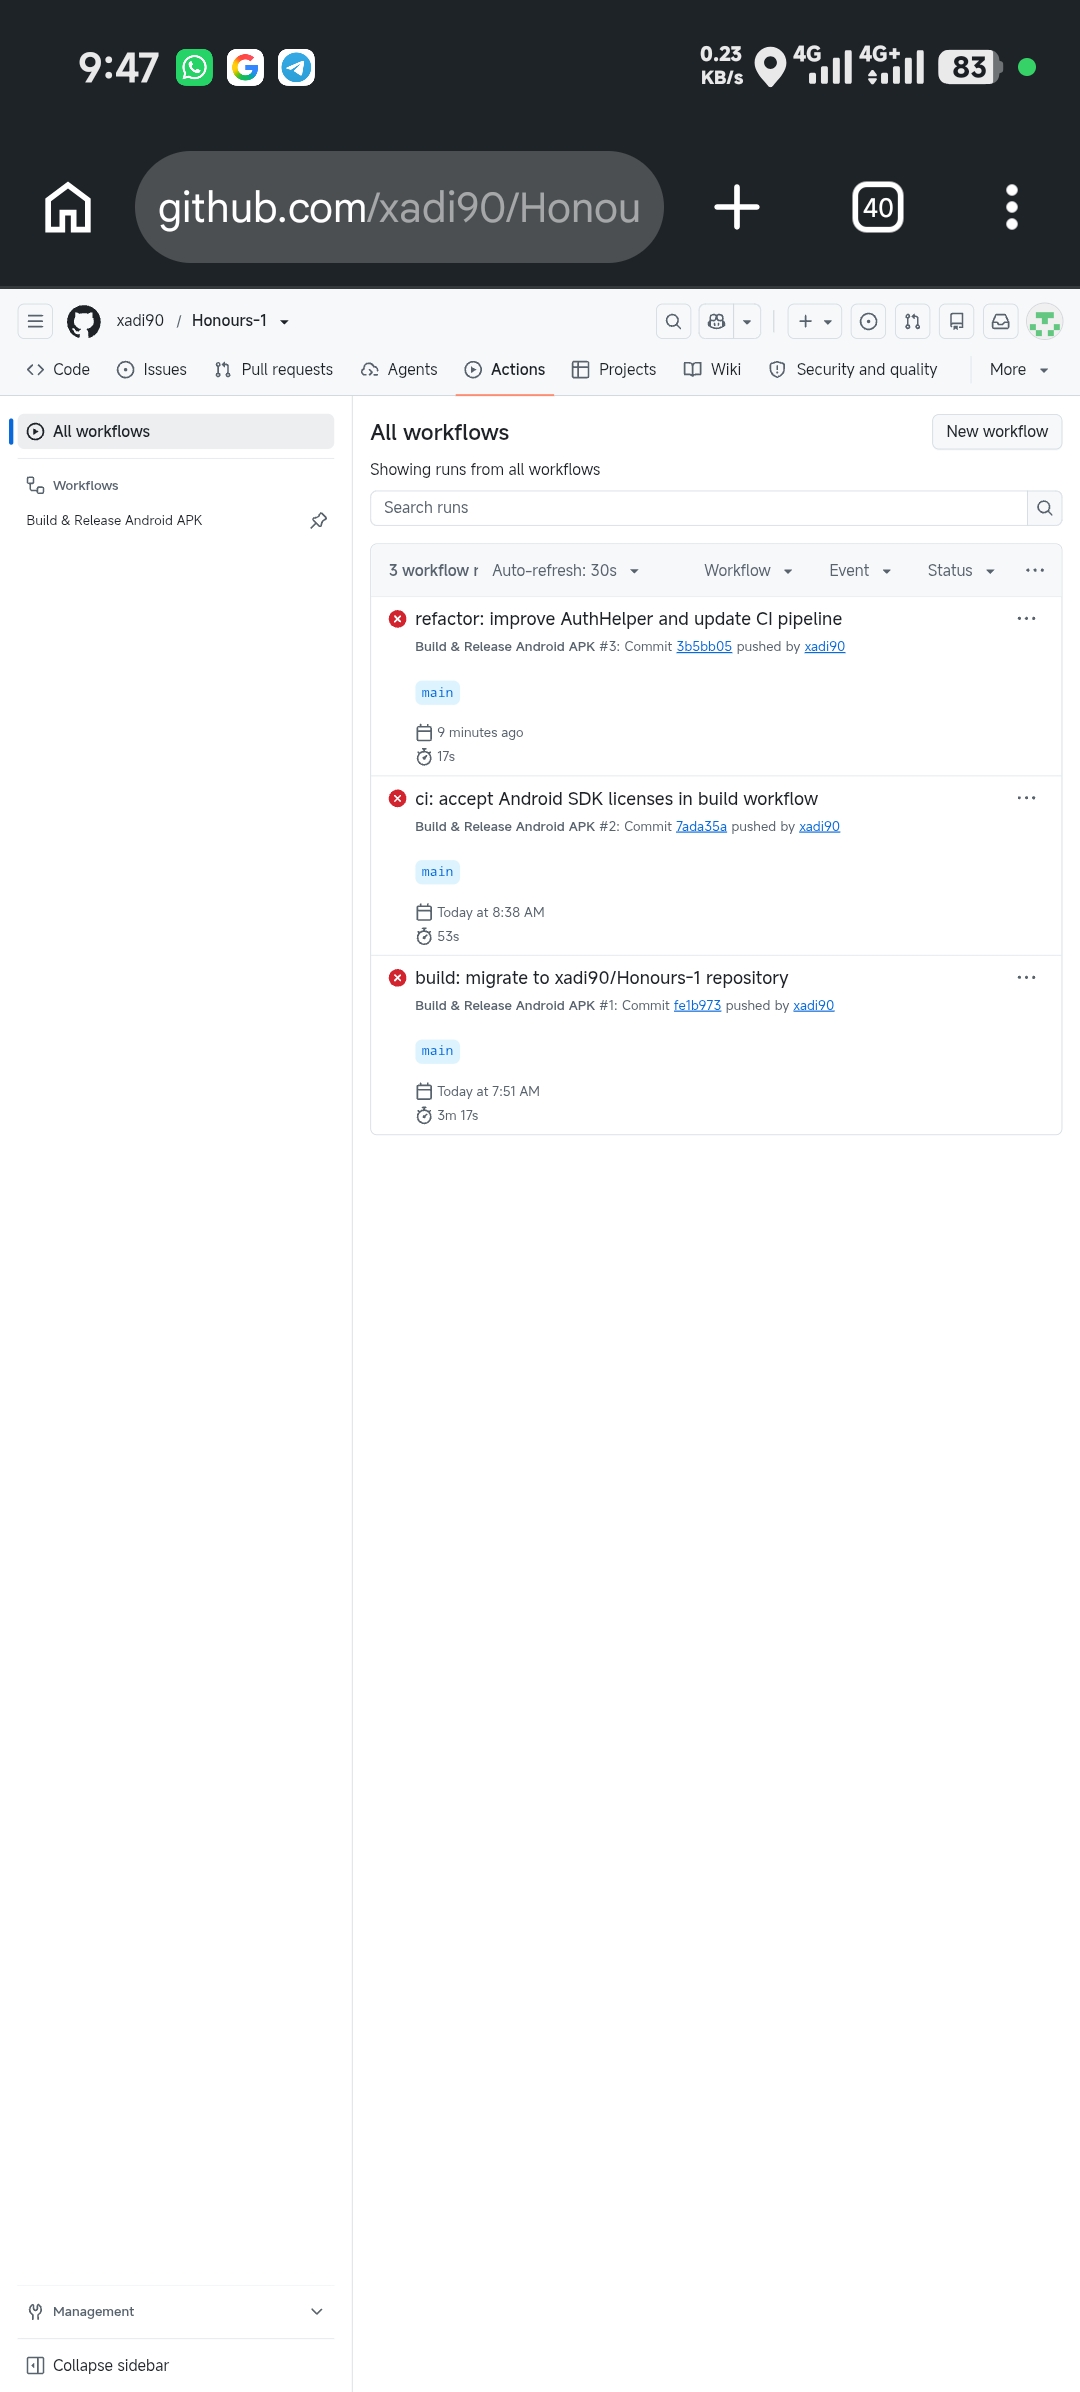 9:47
0.23 KB/s 4G 4G+ 83
github.com/xadi90/Honou
40
xadi90 / Honours-1
Code Issues Pull requests Agents Actions Projects Wiki Security and quality More
All workflows
Workflows
Build & Release Android APK
All workflows
New workflow
Showing runs from all workflows
Search runs
3 workflow r Auto-refresh: 30s Workflow Event Status
refactor: improve AuthHelper and update CI pipeline
Build & Release Android APK #3: Commit 3b5bb05 pushed by xadi90
main
9 minutes ago
17s
ci: accept Android SDK licenses in build workflow
Build & Release Android APK #2: Commit 7ada35a pushed by xadi90
main
Today at 8:38 AM
53s
build: migrate to xadi90/Honours-1 repository
Build & Release Android APK #1: Commit fe1b973 pushed by xadi90
main
Today at 7:51 AM
3m 17s
Management
Collapse sidebar